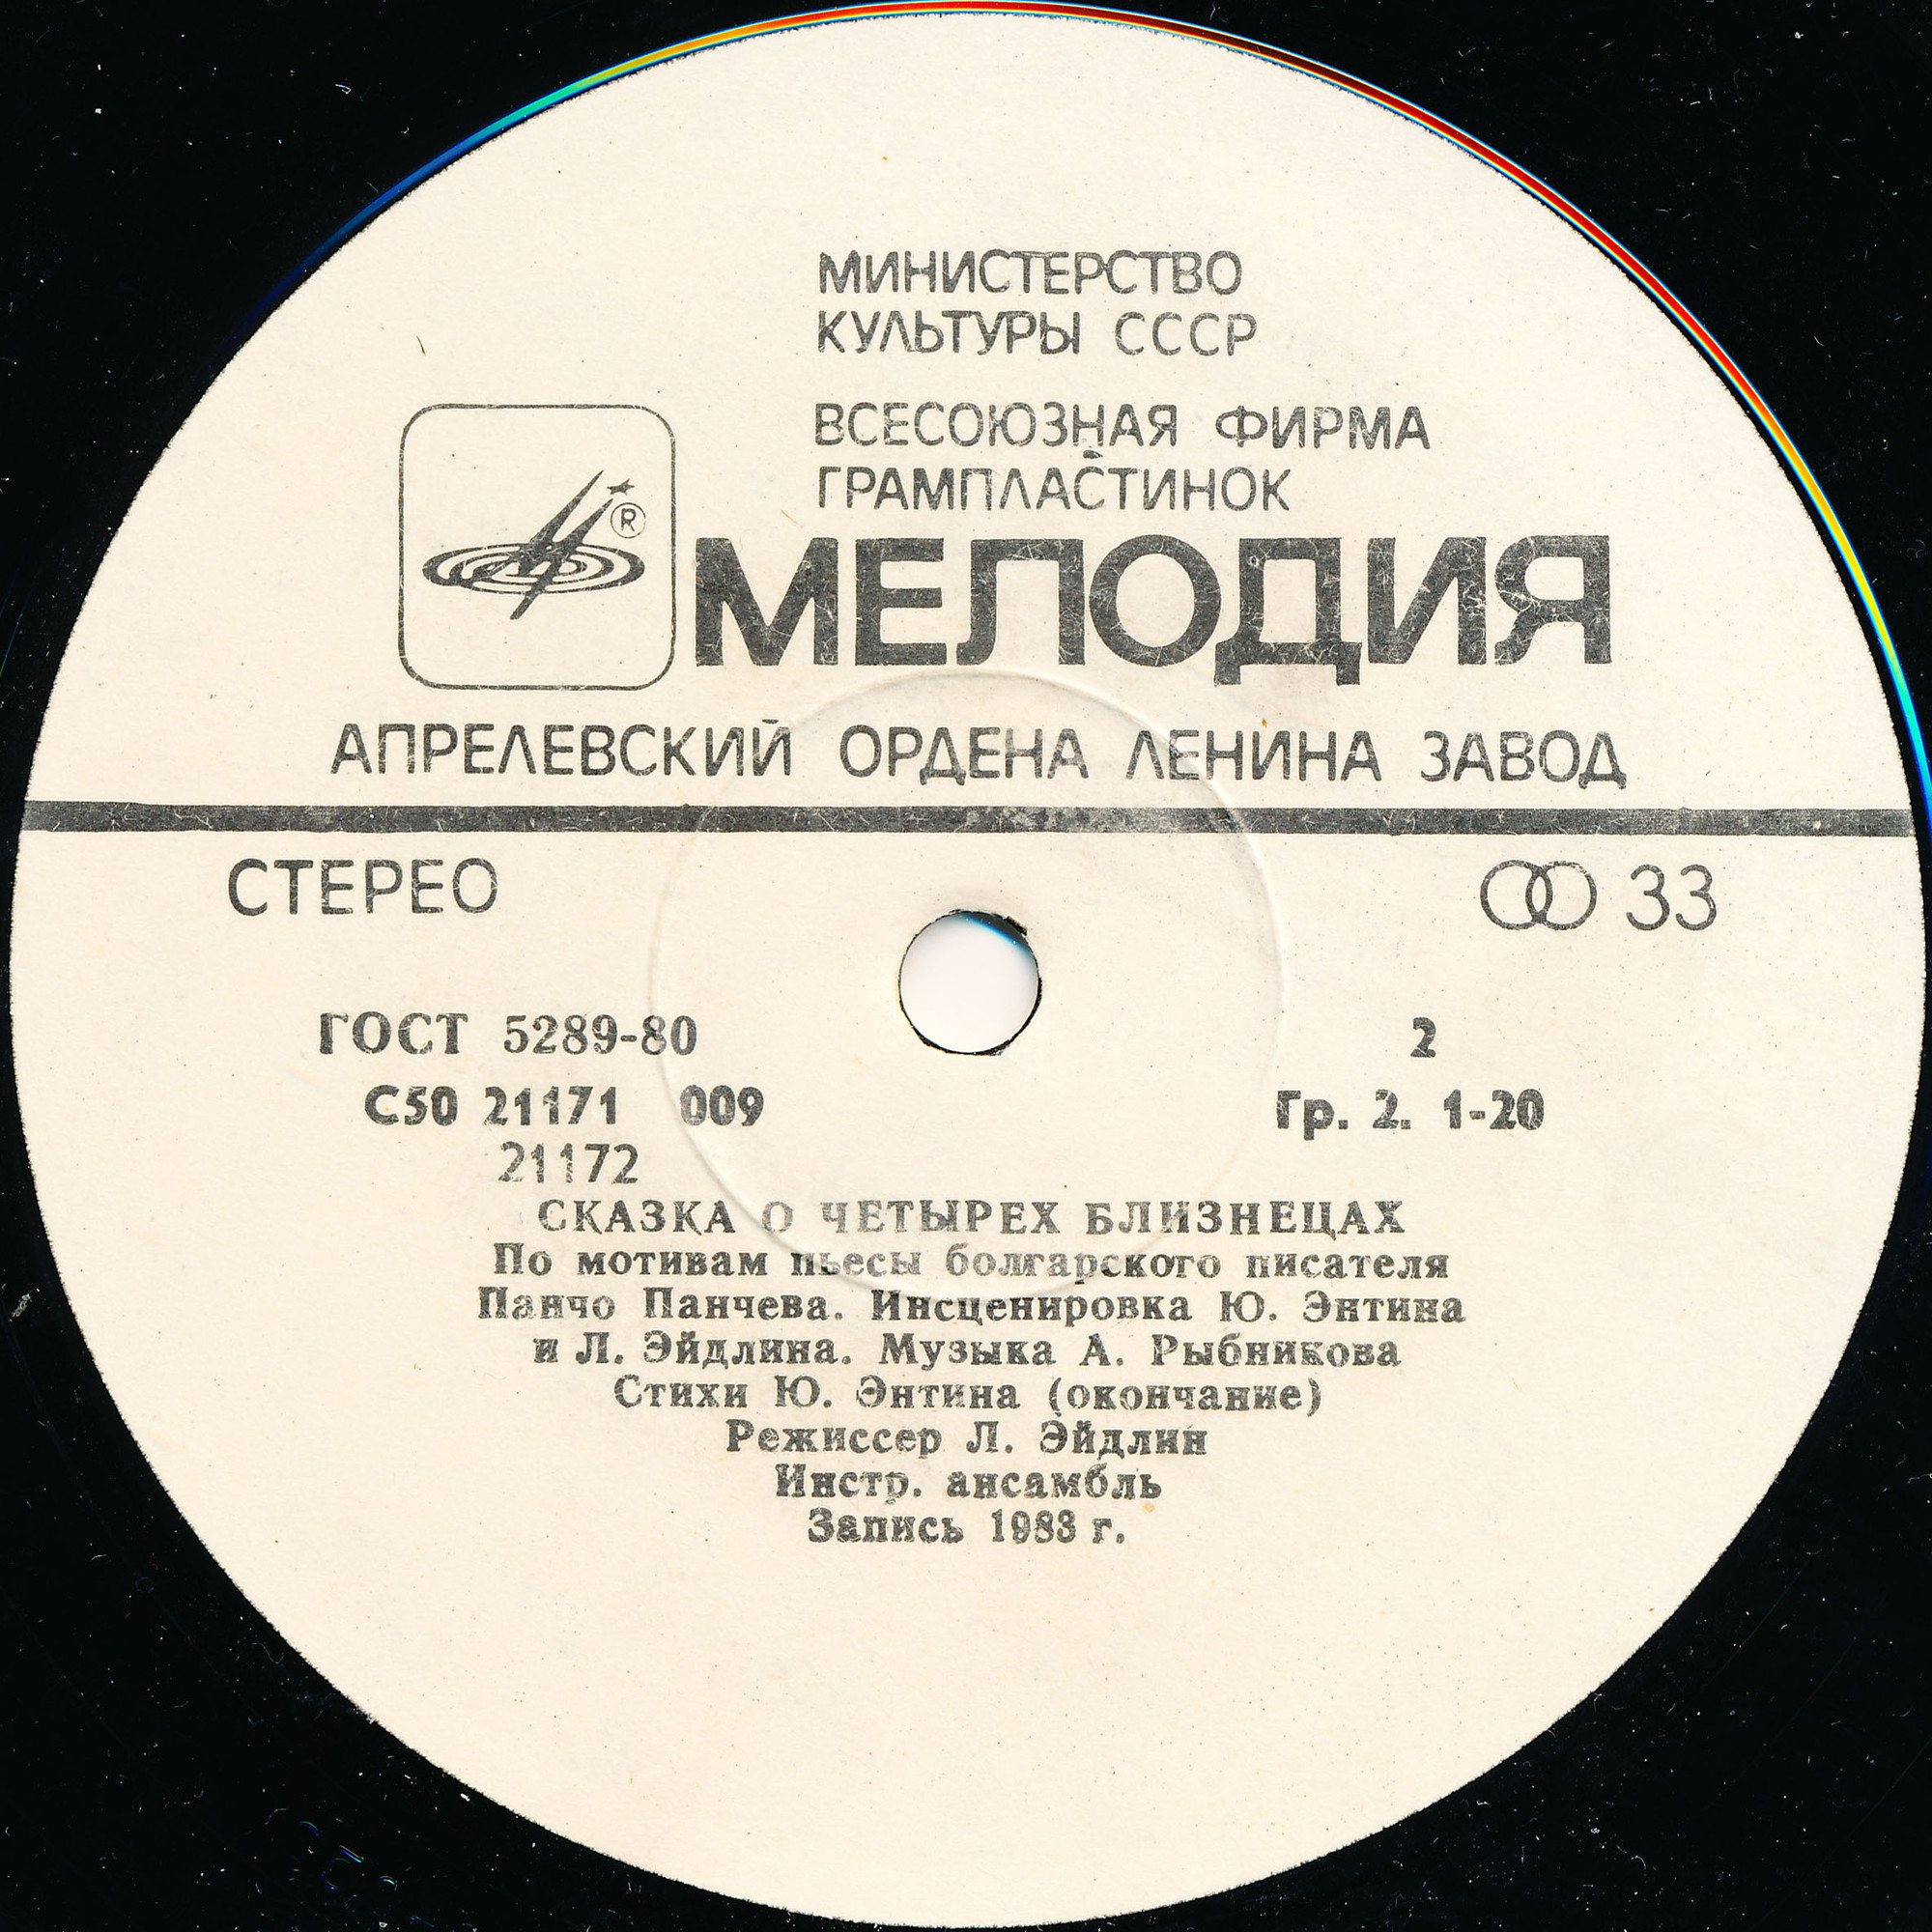 МИНИСТЕРСТВО
КУЛЬТУРЫ СССР
ВСЕСОЮЗНАЯ ФИРМА
ГРАМПЛАСТИНОК
®
МЕЛОДИЯ
АПРЕЛЕВСКИЙ ОРДЕНА ЛЕНИНА ЗАВОД
СТЕРЕО 33
ГОСТ 5289-80 2
С50 21171 009 Гр. 2. 1-20
21172
СКАЗКА О ЧЕТЫРЕХ БЛИЗНЕЦАХ
По мотивам пьесы болгарского писателя
Панчо Панчева. Инсценировка Ю. Энтина
и Л. Эйдлина. Музыка А. Рыбникова
Стихи Ю. Энтина (окончание)
Режиссер Л. Эйдлин
Инстр. ансамбль
Запись 1983 г.